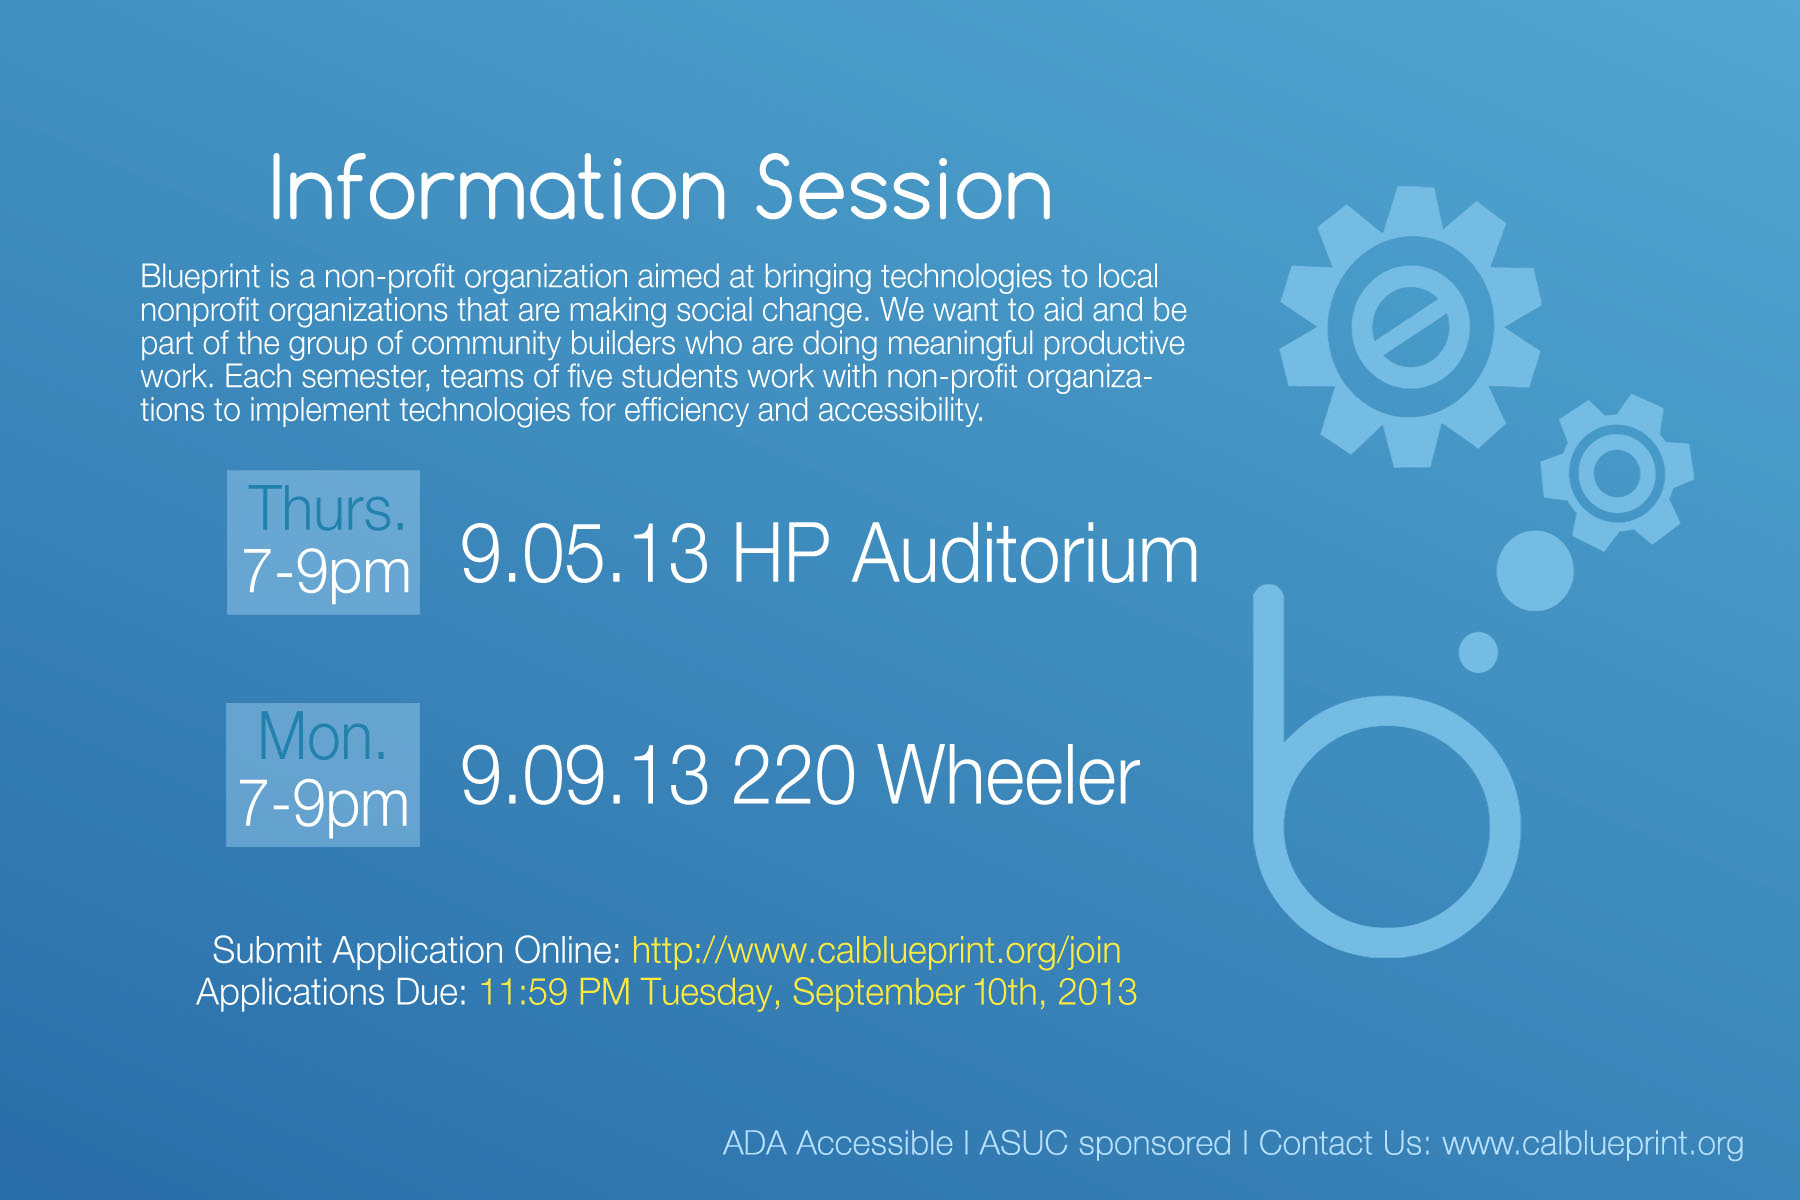 Information Session
Blueprint is a non-profit organization aimed at bringing technologies to local
nonprofit organizations that are making social change. We want to aid and be
part of the group of community builders who are doing meaningful productive
work. Each semester, teams of five students work with non-profit organiza-
tions to implement technologies for efficiency and accessibility.
Thurs.
7-9pm
9.05.13 HP Auditorium
Mon.
7-9pm
9.09.13 220 Wheeler
Submit Application Online: http://www.calblueprint.org/join
Applications Due: 11:59 PM Tuesday, September 10th, 2013
b
ADA Accessible | ASUC sponsored | Contact Us: www.calblueprint.org